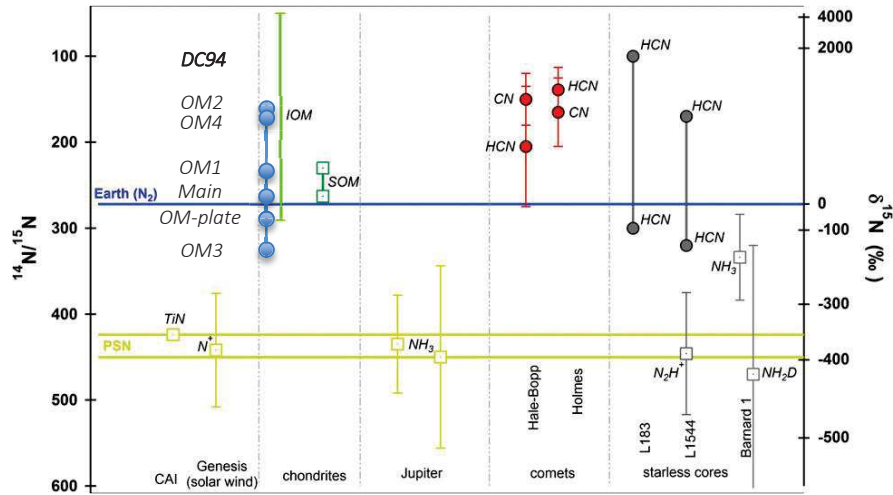 DC94
OM2
OM4
IOM
OM1
SOM
Main
Earth (N2)
OM-plate
OM3
TiN
PSN
N+
NH3
CN
HCN
HCN
CN
HCN
HCN
HCN
HCN
NH3
N2H+
NH2D
100
200
300
400
500
600
14N/15N
4000
2000
0
-100
-300
-400
-500
δ 15N (‰)
CAI
Genesis
(solar wind)
chondrites
Jupiter
Hale-Bopp
Holmes
comets
L183
L1544
Barnard 1
starless cores